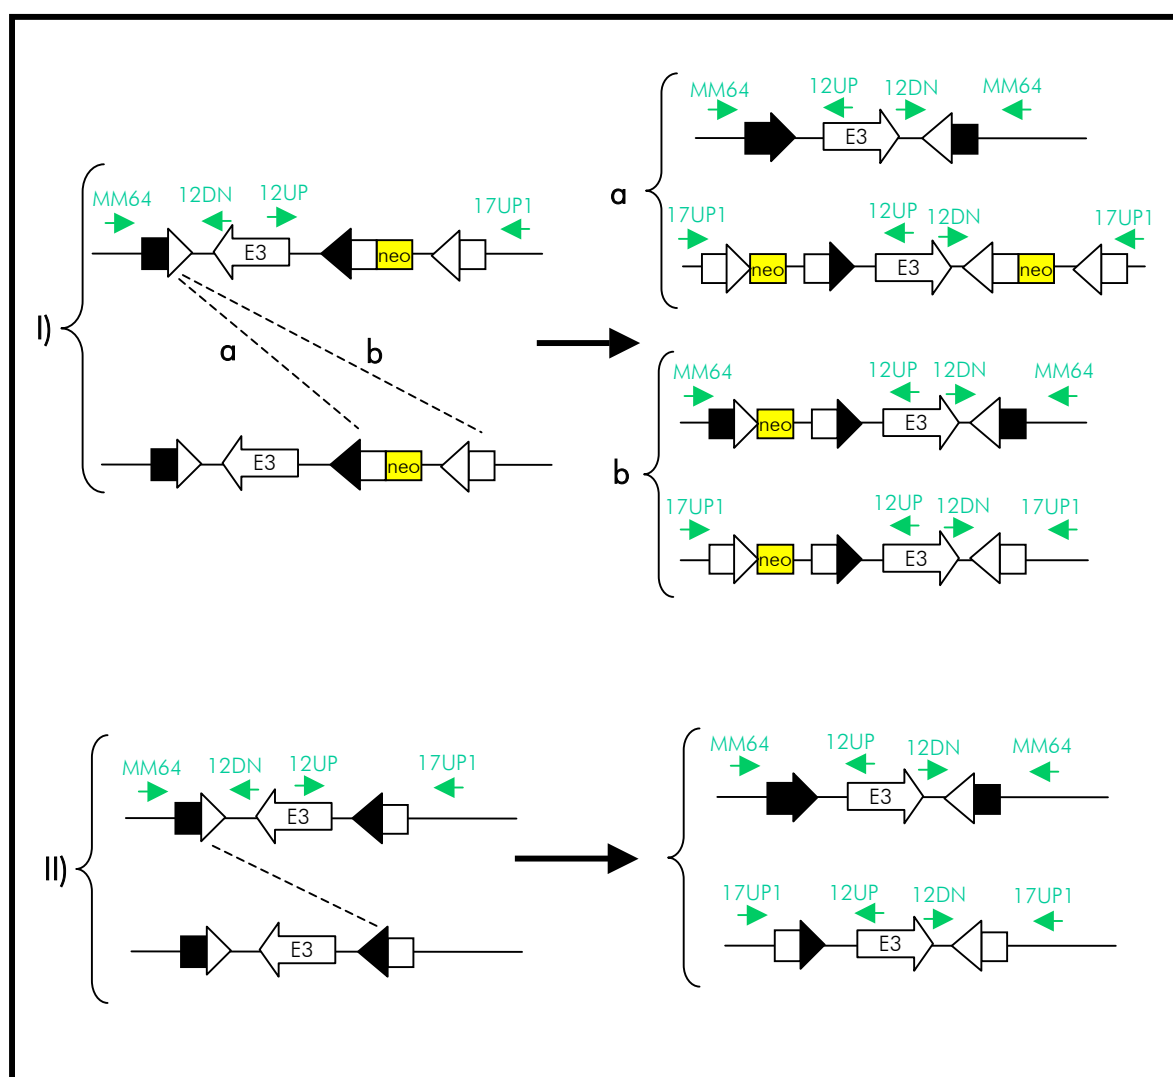 MM64 12UP 12DN MM64
E3
a
MM64 12DN 12UP 17UP1
E3 neo
17UP1 12UP 12DN 17UP1
neo E3 neo
I)
a b
E3 neo
b
MM64 12UP 12DN MM64
neo E3
17UP1 12UP 12DN 17UP1
neo E3
II)
MM64 12DN 12UP 17UP1
E3
E3
MM64 12UP 12DN MM64
E3
17UP1 12UP 12DN 17UP1
E3